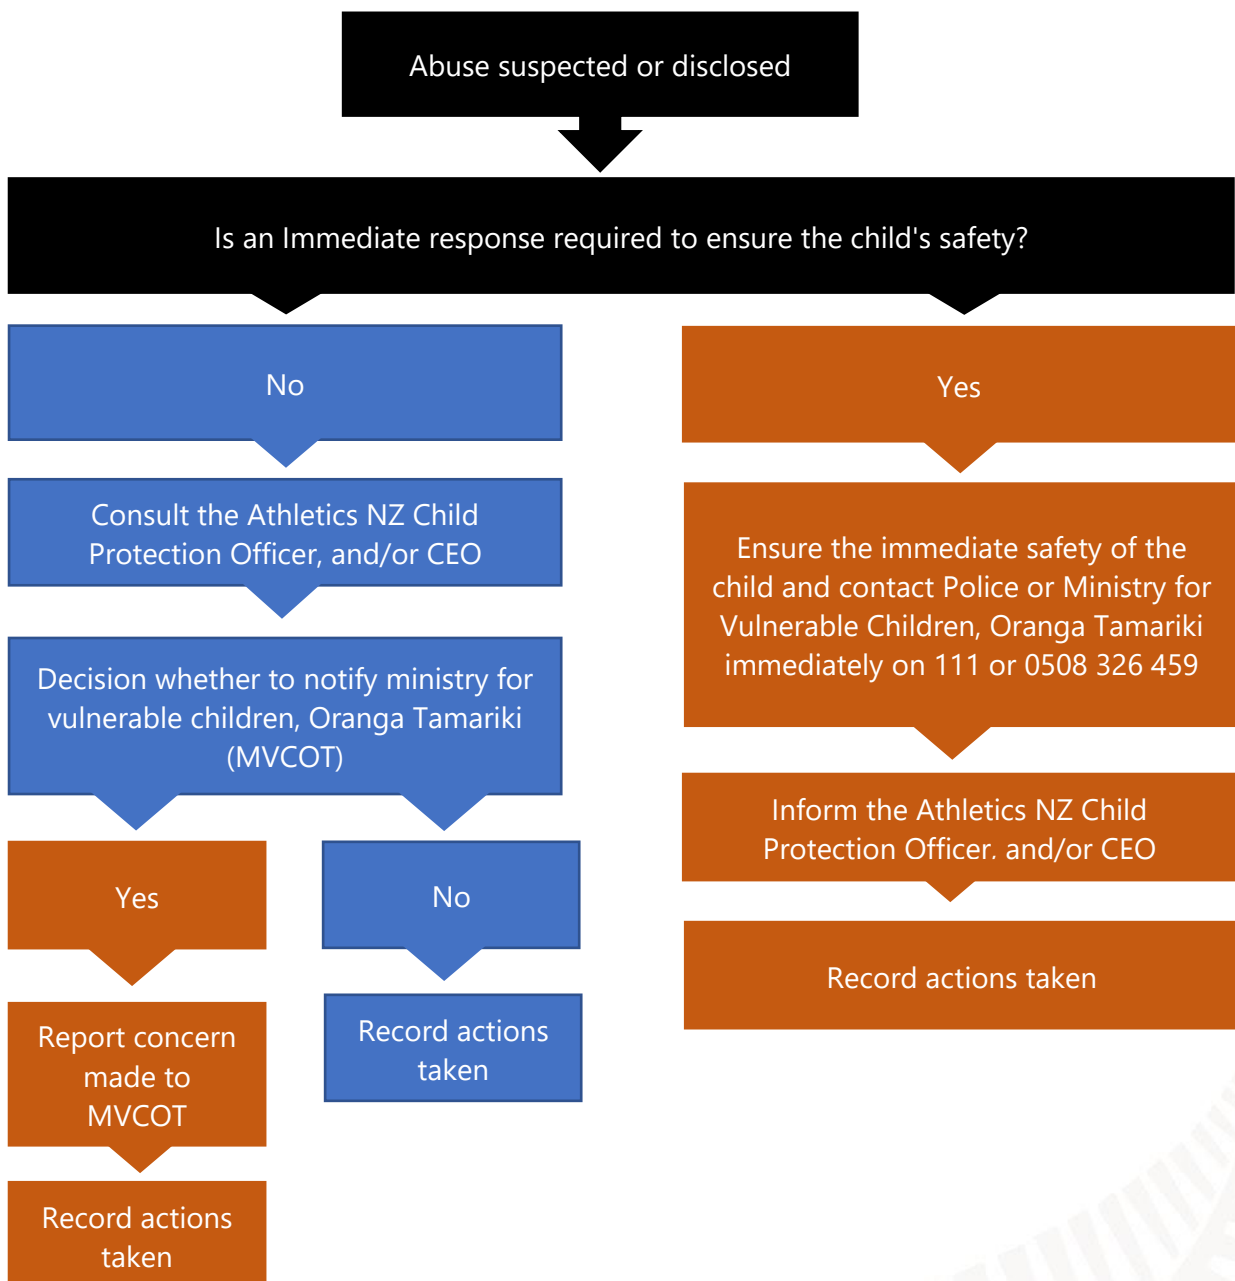 Abuse suspected or disclosed
Is an Immediate response required to ensure the child's safety?
No
Consult the Athletics NZ Child
Protection Officer, and/or CEO
Decision whether to notify ministry for
vulnerable children, Oranga Tamariki
(MVCOT)
Yes
Report concern
made to
MVCOT
Record actions
taken
No
Record actions
taken
Yes
Ensure the immediate safety of the
child and contact Police or Ministry for
Vulnerable Children, Oranga Tamariki
immediately on 111 or 0508 326 459
Inform the Athletics NZ Child
Protection Officer, and/or CEO
Record actions taken